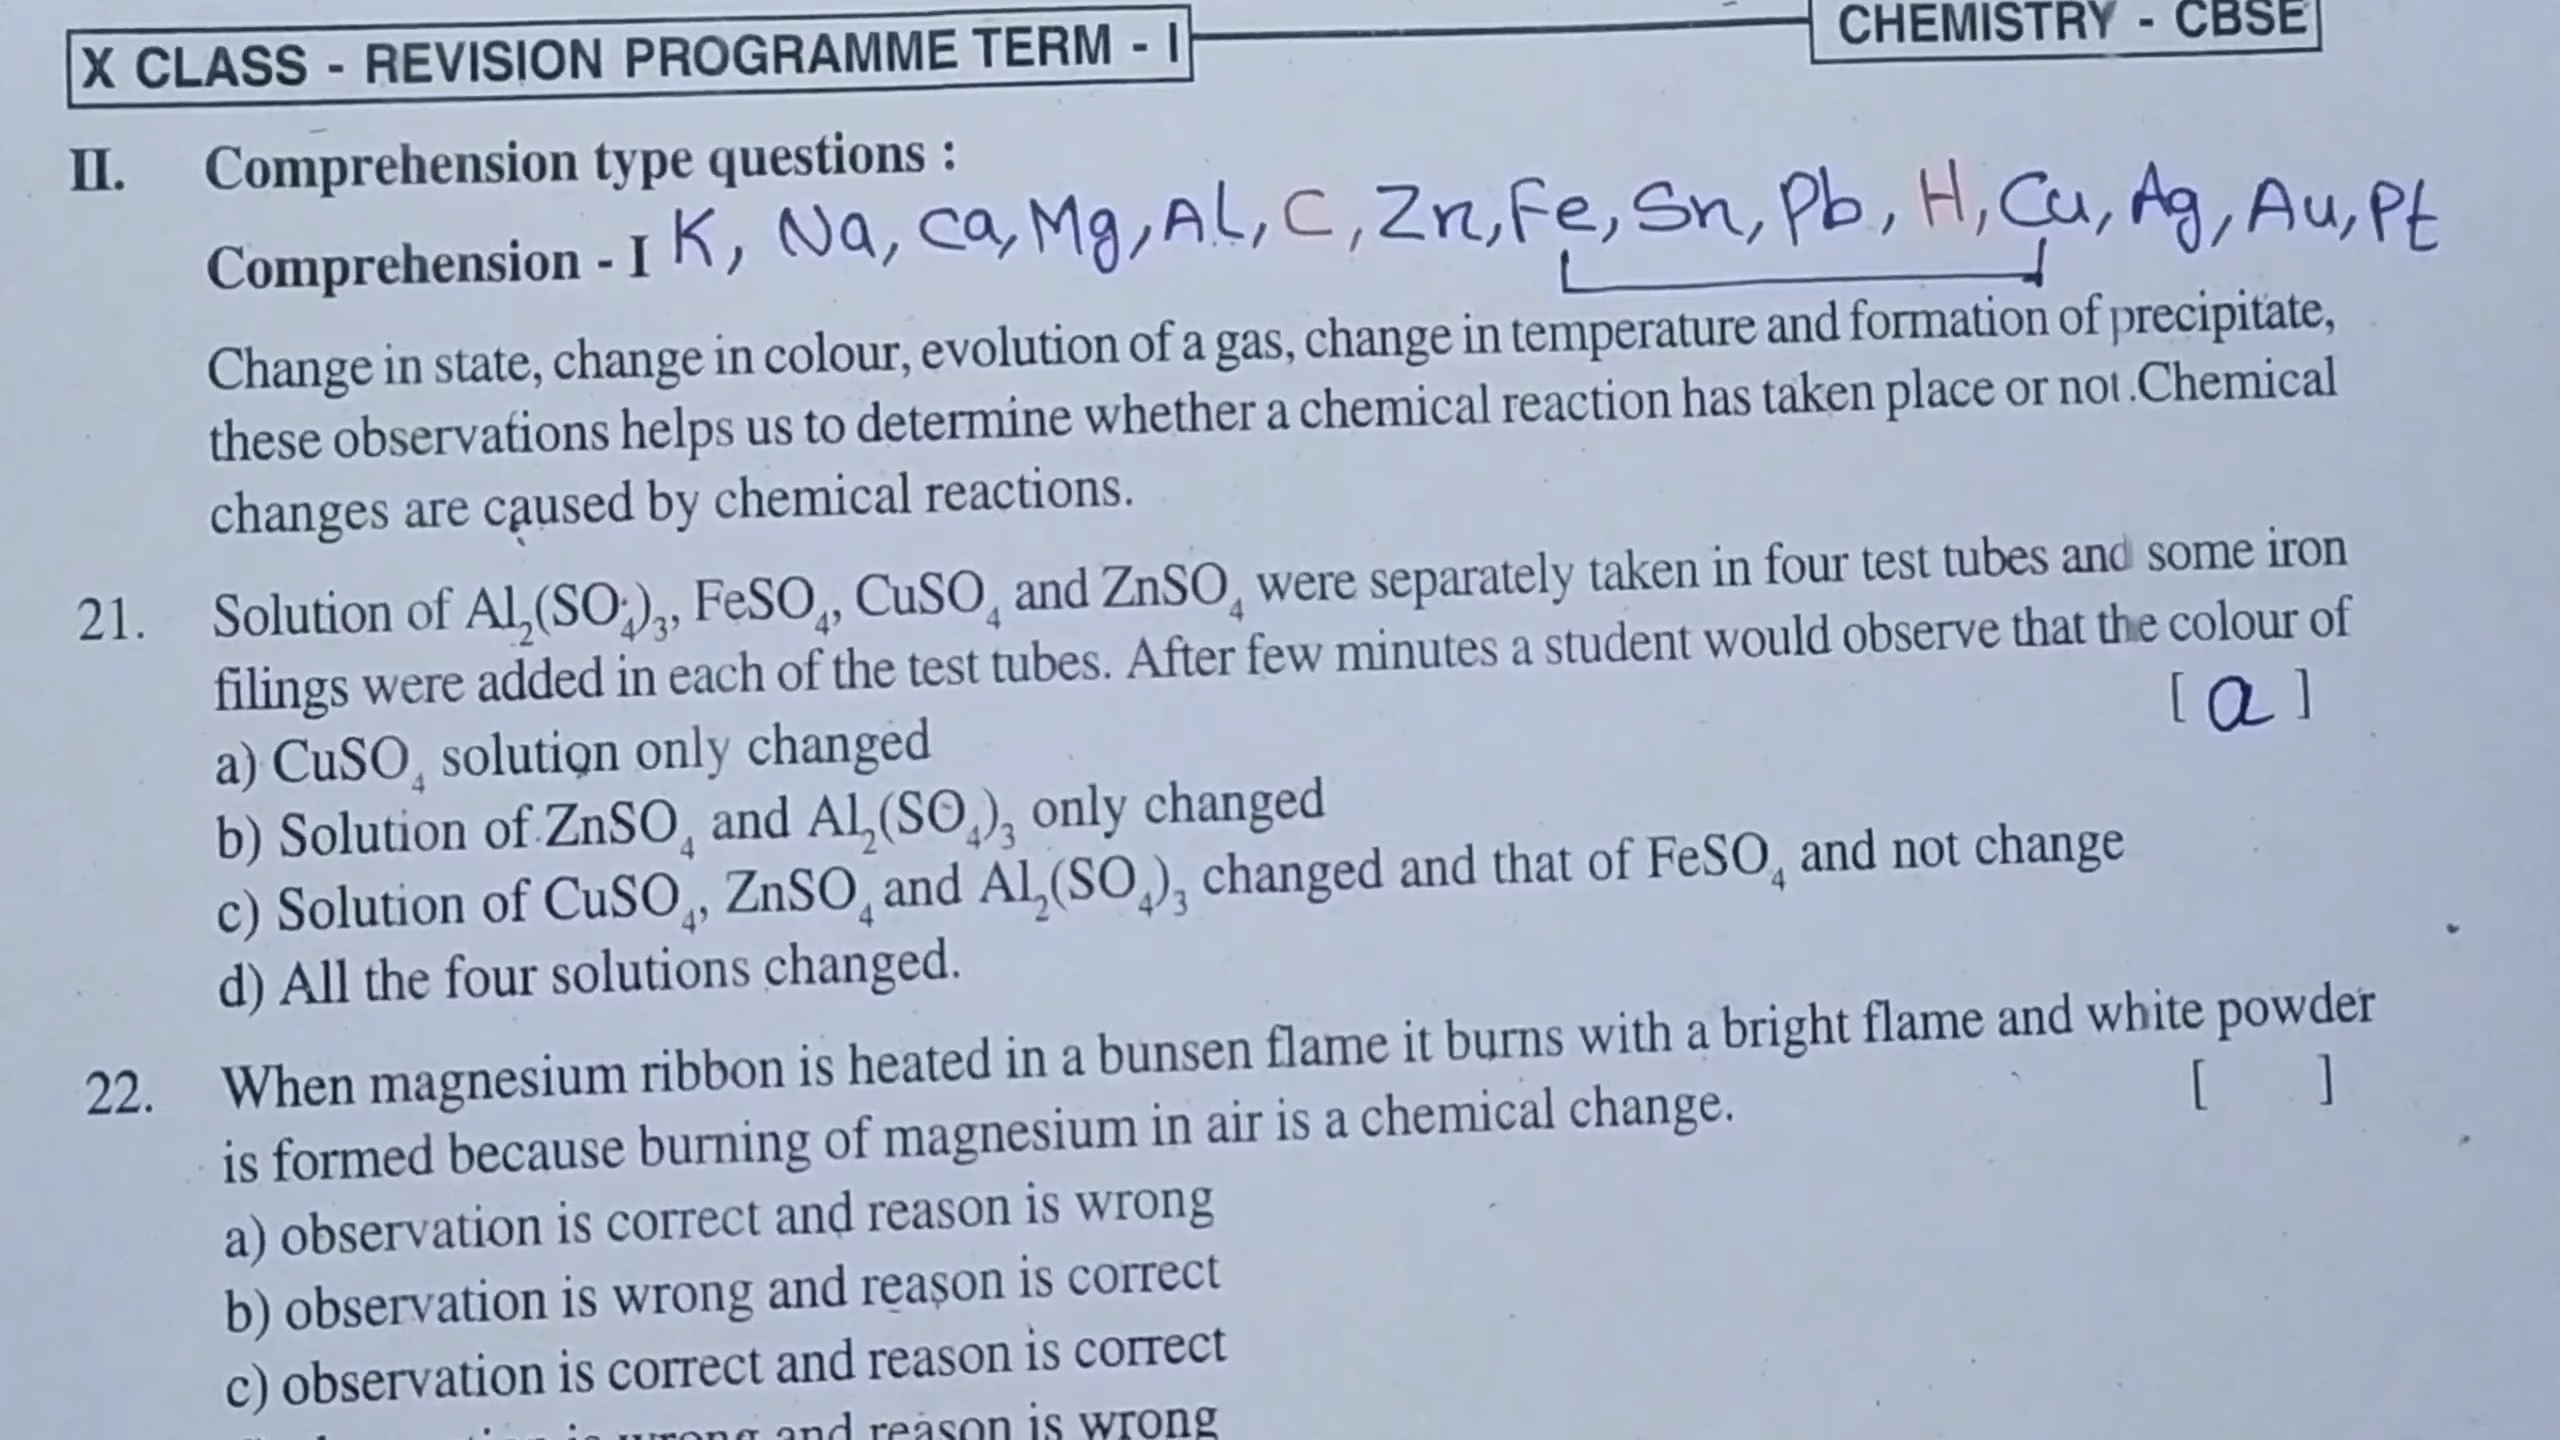 X CLASS - REVISION PROGRAMME TERM - I
CHEMISTRY - CBSE
II. Comprehension type questions :
Comprehension - I K, Na, Ca, Mg, Al, C, Zn, Fe, Sn, Pb, H, Cu, Ag, Au, Pt
Change in state, change in colour, evolution of a gas, change in temperature and formation of precipitate,
these observations helps us to determine whether a chemical reaction has taken place or not.Chemical
changes are caused by chemical reactions.
21. Solution of Al₂(SO₄)₃, FeSO₄, CuSO₄ and ZnSO₄ were separately taken in four test tubes and some iron
filings were added in each of the test tubes. After few minutes a student would observe that the colour of
[ a ]
a) CuSO₄ solution only changed
b) Solution of ZnSO₄ and Al₂(SO₄)₃ only changed
c) Solution of CuSO₄, ZnSO₄ and Al₂(SO₄)₃ changed and that of FeSO₄ and not change
d) All the four solutions changed.
22. When magnesium ribbon is heated in a bunsen flame it burns with a bright flame and white powder
is formed because burning of magnesium in air is a chemical change. [ ]
a) observation is correct and reason is wrong
b) observation is wrong and reason is correct
c) observation is correct and reason is correct
wrong and reason is wrong